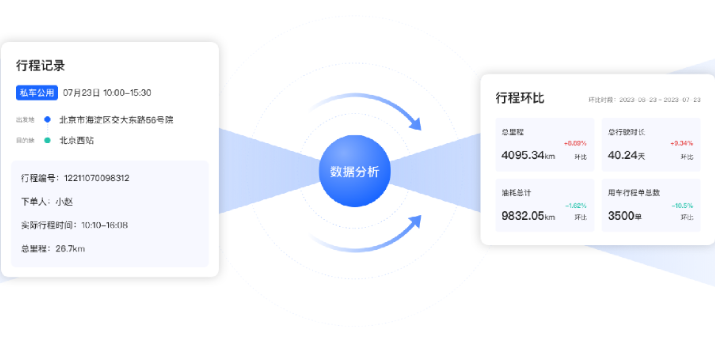 行程记录
私车公用 07月23日 10:00-15:30
出发地 北京市海淀区交大东路56号院
目的地 北京西站
行程编号：12211070098312
下单人：小赵
实际行程时间：10:10-16:08
总里程：26.7km
数据分析
行程环比
环比时段：2023-06-23~2023-07-23
总里程
+8.89%
4095.34km 环比
总行驶时长
+9.34%
40.24天 环比
油耗总计
-1.62%
9832.05km 环比
用车行程单总数
-10.5%
3500单 环比